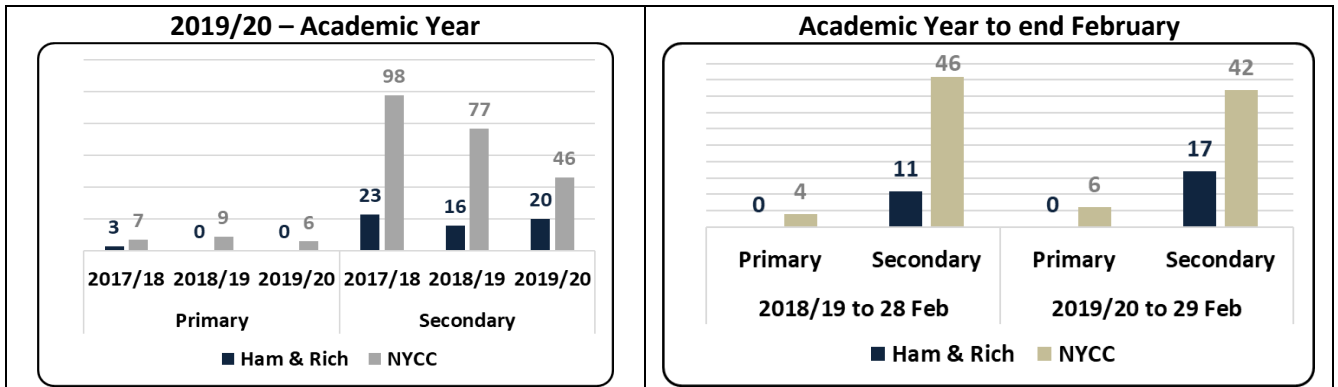 2019/20 – Academic Year
98
77
46
23
16
20
3 7
0 9
0 6
2017/18 2018/19 2019/20 2017/18 2018/19 2019/20
Primary Secondary
Ham & Rich NYCC
Academic Year to end February
46
42
11
17
0 4
0 6
Primary Secondary Primary Secondary
2018/19 to 28 Feb 2019/20 to 29 Feb
Ham & Rich NYCC